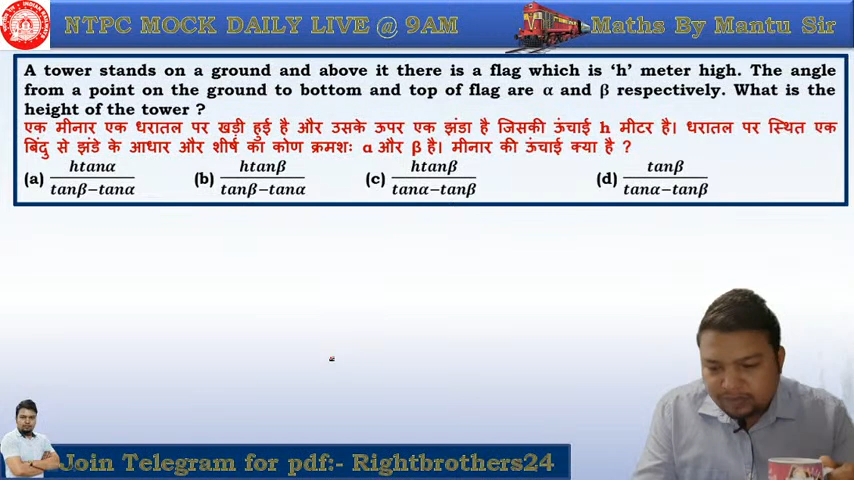 NTPC MOCK DAILY LIVE @ 9AM
Maths By Mantu Sir
A tower stands on a ground and above it there is a flag which is ‘h’ meter high. The angle
from a point on the ground to bottom and top of flag are α and β respectively. What is the
height of the tower ?
एक मीनार एक धरातल पर खड़ी हुई है और उसके ऊपर एक झंडा है जिसकी ऊंचाई h मीटर है। धरातल पर स्थित एक
बिंदु से झंडे के आधार और शीर्ष का कोण क्रमशः α और β है। मीनार की ऊंचाई क्या है ?
(a) htanα/tanβ−tanα (b) htanβ/tanβ−tanα (c) htanβ/tanα−tanβ (d) tanβ/tanα−tanβ
Join Telegram for pdf:- Rightbrothers24